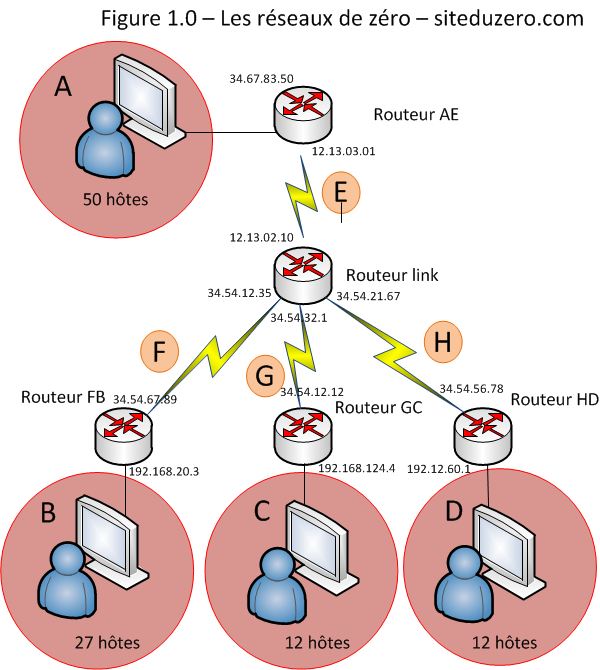 Figure 1.0 – Les réseaux de zéro – siteduzero.com
A
34.67.83.50
Routeur AE
12.13.03.01
50 hôtes
E
12.13.02.10
Routeur link
34.54.12.35
34.54.21.67
34.54.32.1
F
G
H
34.54.12.12
34.54.56.78
Routeur FB
34.54.67.89
Routeur GC
Routeur HD
192.168.20.3
192.168.124.4
192.12.60.1
B
C
D
27 hôtes
12 hôtes
12 hôtes